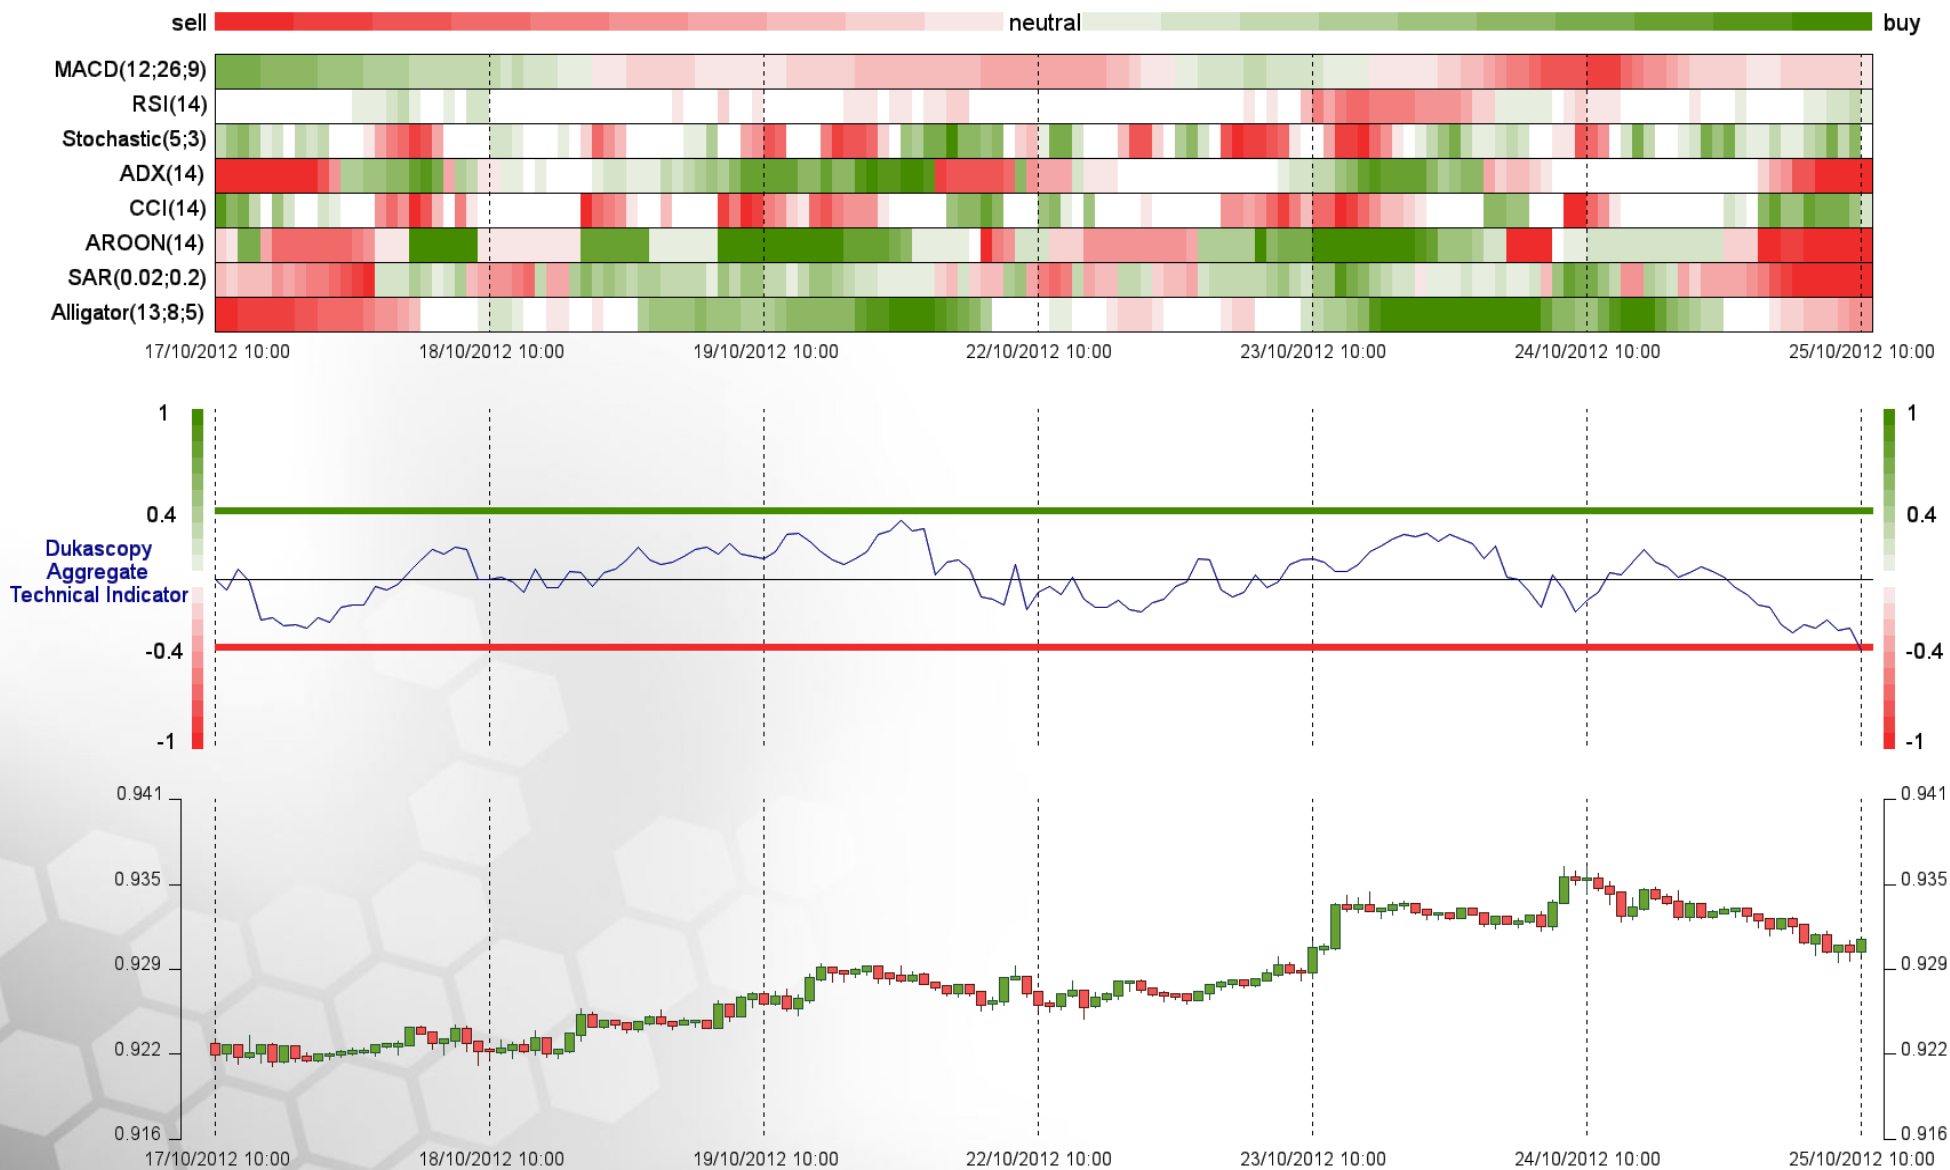 sell neutral buy
MACD(12;26;9)
RSI(14)
Stochastic(5;3)
ADX(14)
CCI(14)
AROON(14)
SAR(0.02;0.2)
Alligator(13;8;5)
17/10/2012 10:00 18/10/2012 10:00 19/10/2012 10:00 22/10/2012 10:00 23/10/2012 10:00 24/10/2012 10:00 25/10/2012 10:00
1 1
0.4 0.4
Dukascopy
Aggregate
Technical Indicator
-0.4 -0.4
-1 -1
0.941 0.941
0.935 0.935
0.929 0.929
0.922 0.922
0.916 0.916
17/10/2012 10:00 18/10/2012 10:00 19/10/2012 10:00 22/10/2012 10:00 23/10/2012 10:00 24/10/2012 10:00 25/10/2012 10:00